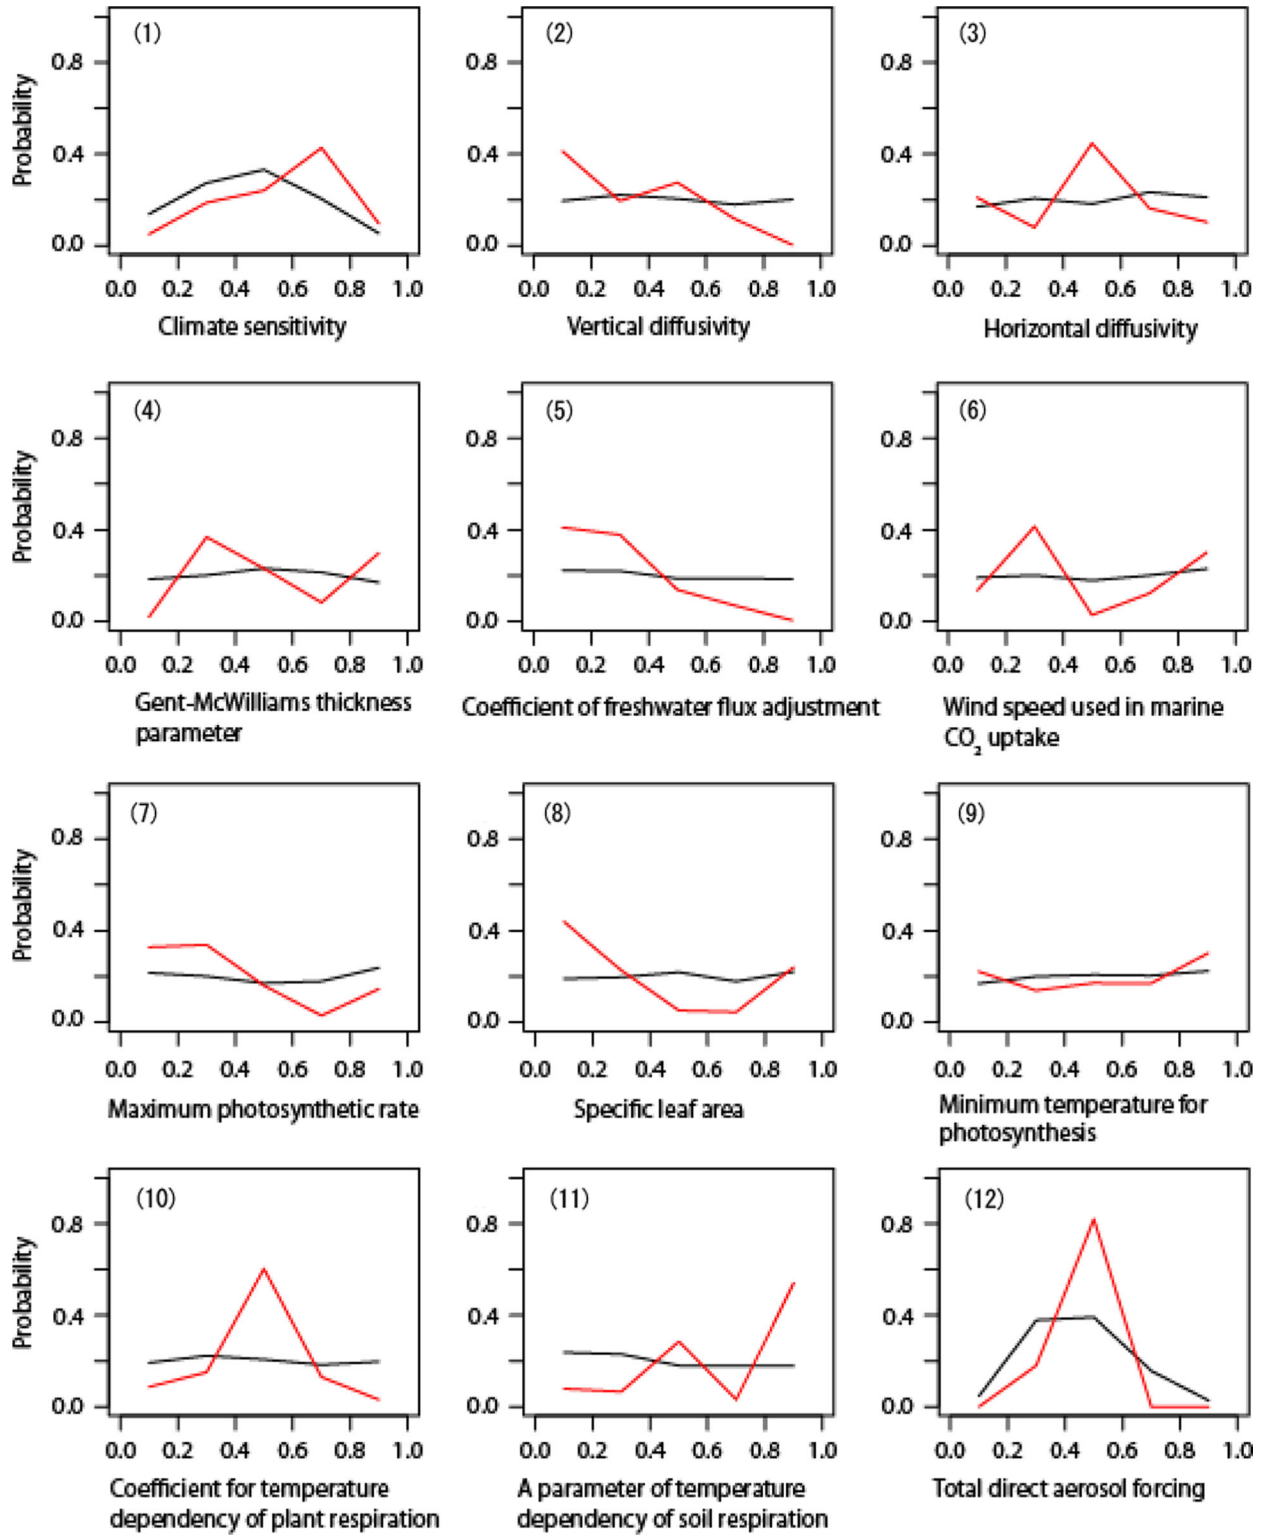 (1) (2) (3)
Probability
0.8 0.8 0.8
0.4 0.4 0.4
0.0 0.0 0.0
0.0 0.2 0.4 0.6 0.8 1.0 0.0 0.2 0.4 0.6 0.8 1.0 0.0 0.2 0.4 0.6 0.8 1.0
Climate sensitivity Vertical diffusivity Horizontal diffusivity
(4) (5) (6)
Probability
0.8 0.8 0.8
0.4 0.4 0.4
0.0 0.0 0.0
0.0 0.2 0.4 0.6 0.8 1.0 0.0 0.2 0.4 0.6 0.8 1.0 0.0 0.2 0.4 0.6 0.8 1.0
Gent-McWilliams thickness
parameter
Coefficient of freshwater flux adjustment
Wind speed used in marine
CO₂ uptake
(7) (8) (9)
Probability
0.8 0.8 0.8
0.4 0.4 0.4
0.0 0.0 0.0
0.0 0.2 0.4 0.6 0.8 1.0 0.0 0.2 0.4 0.6 0.8 1.0 0.0 0.2 0.4 0.6 0.8 1.0
Maximum photosynthetic rate
Specific leaf area
Minimum temperature for
photosynthesis
(10) (11) (12)
Probability
0.8 0.8 0.8
0.4 0.4 0.4
0.0 0.0 0.0
0.0 0.2 0.4 0.6 0.8 1.0 0.0 0.2 0.4 0.6 0.8 1.0 0.0 0.2 0.4 0.6 0.8 1.0
Coefficient for temperature
dependency of plant respiration
A parameter of temperature
dependency of soil respiration
Total direct aerosol forcing